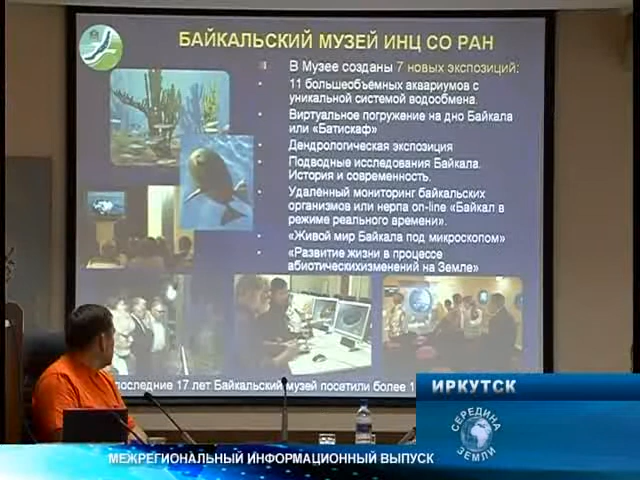 БАЙКАЛЬСКИЙ МУЗЕЙ ИНЦ СО РАН
В Музее созданы 7 новых экспозиций:
• 11 большеобъемных аквариумов с
уникальной системой водообмена.
• Виртуальное погружение на дно Байкала
или «Батискаф»
• Дендрологическая экспозиция
• Подводные исследования Байкала.
История и современность.
• Удалённый мониторинг байкальских
организмов или нерпа on-line «Байкал в
режиме реального времени».
• «Живой мир Байкала под микроскопом»
• «Развитие жизни в процессе
абиотическихизменений на Земле»
последние 17 лет Байкальский музей посетили более 1
ИРКУТСК
СЕРЕДИНА
ЗЕМЛИ
МЕЖРЕГИОНАЛЬНЫЙ ИНФОРМАЦИОННЫЙ ВЫПУСК